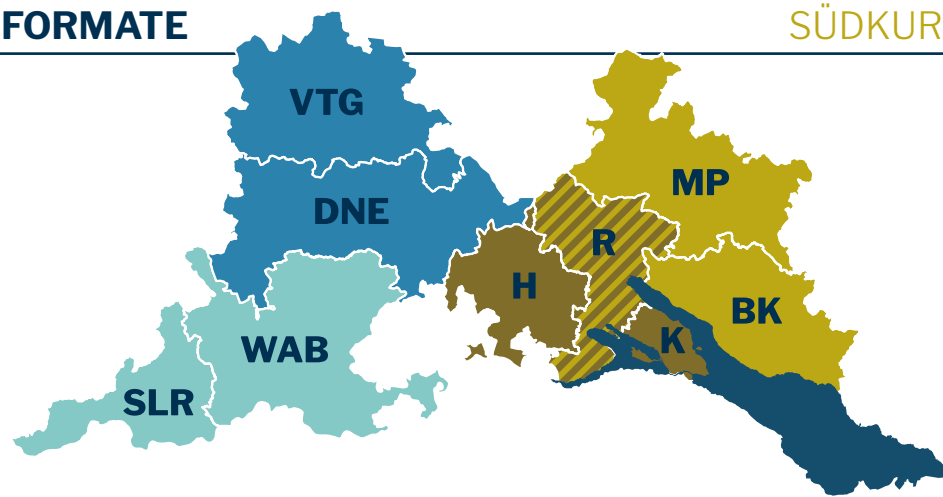 FORMATE
SÜDKUR
VTG
MP
DNE
R
H
BK
K
WAB
SLR